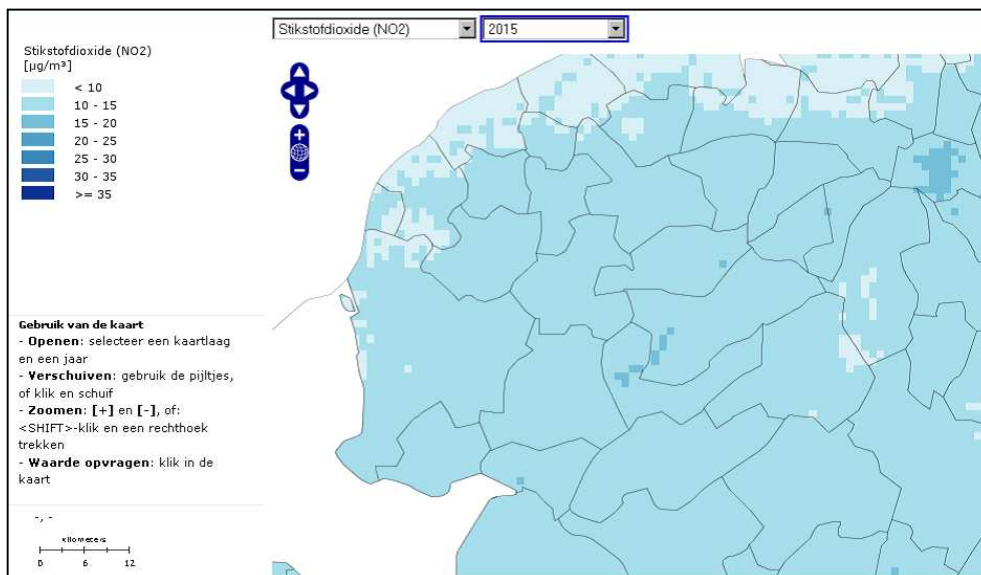 Stikstofdioxide (NO2)
2015
Stikstofdioxide (NO2)
[µg/m³]
< 10
10 - 15
15 - 20
20 - 25
25 - 30
30 - 35
>= 35
+
−
Gebruik van de kaart
- Openen: selecteer een kaartlaag
en een jaar
- Verschuiven: gebruik de pijltjes,
of klik en schuif
- Zoomen: [+] en [-], of:
<SHIFT>-klik en een rechthoek
trekken
- Waarde opvragen: klik in de
kaart
-, -
kilometers
0 6 12